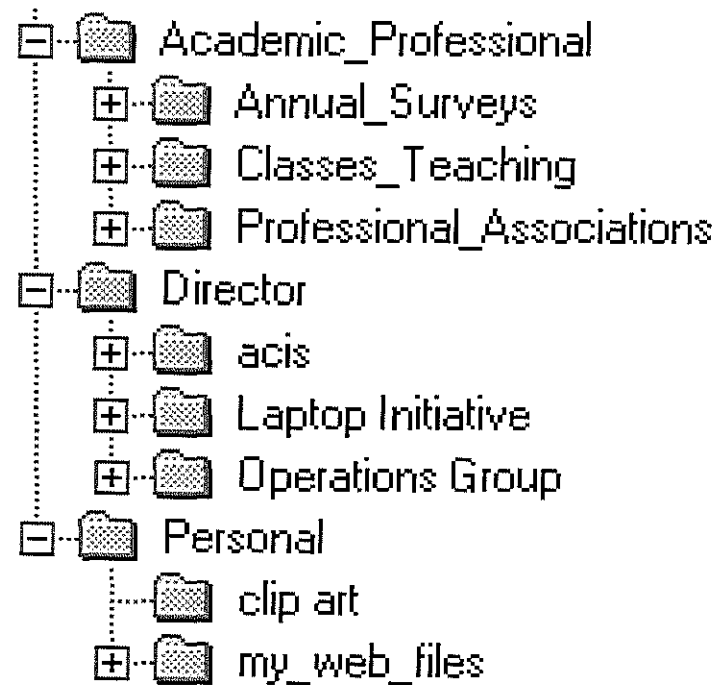 Academic_Professional
Annual_Surveys
Classes_Teaching
Professional_Associations
Director
acis
Laptop Initiative
Operations Group
Personal
clip art
my_web_files